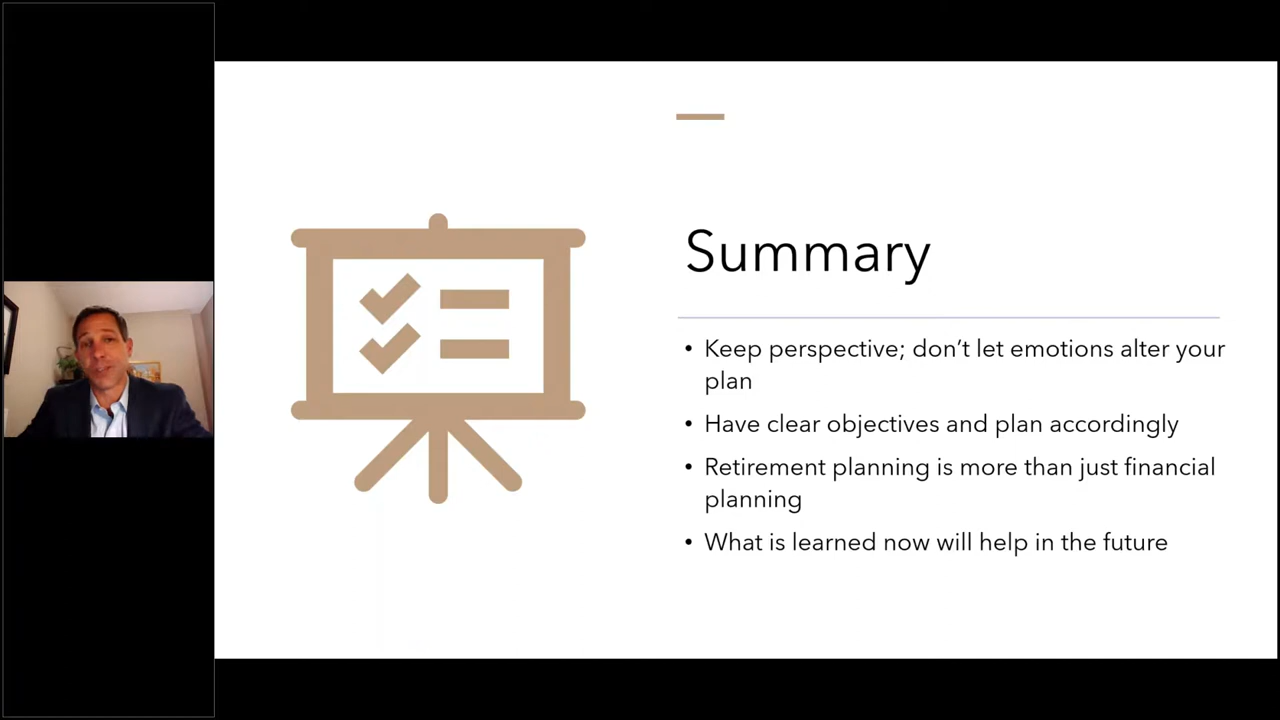 Summary
• Keep perspective; don’t let emotions alter your
plan
• Have clear objectives and plan accordingly
• Retirement planning is more than just financial
planning
• What is learned now will help in the future